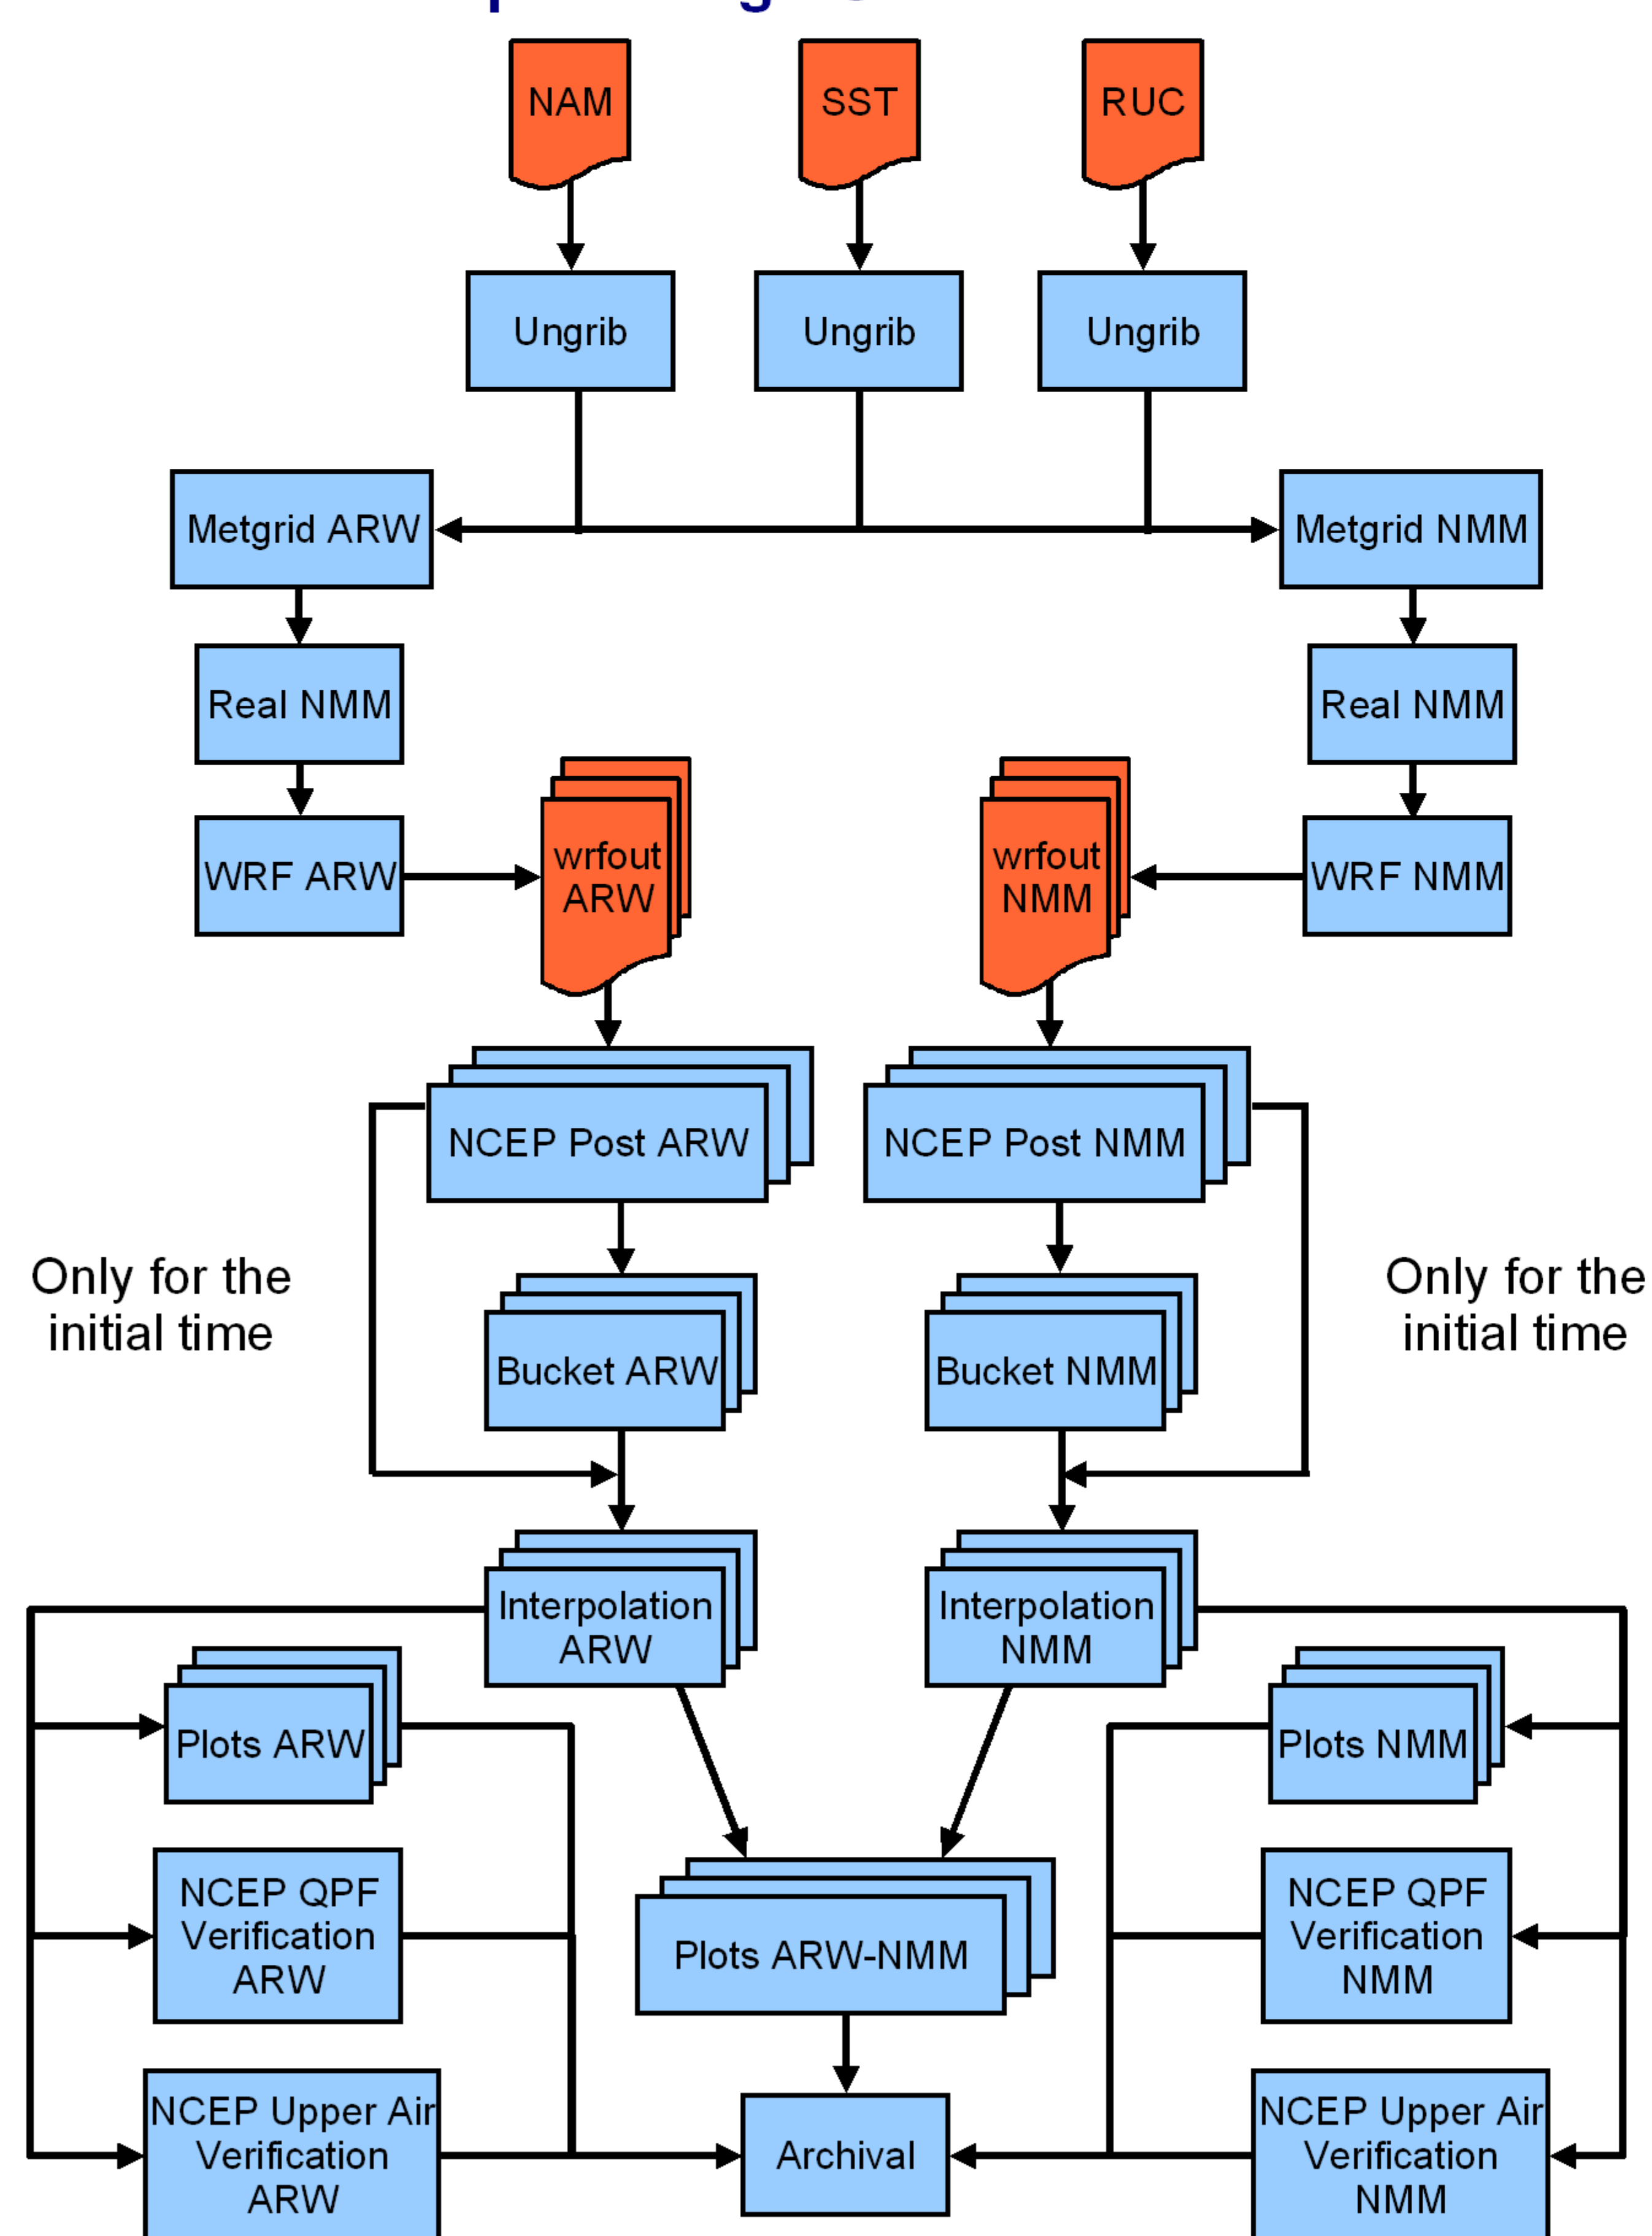 NAM
SST
RUC
Ungrib
Ungrib
Ungrib
Metgrid ARW
Metgrid NMM
Real NMM
Real NMM
WRF ARW
wrfout
ARW
wrfout
NMM
WRF NMM
NCEP Post ARW
NCEP Post NMM
Only for the
initial time
Only for the
initial time
Bucket ARW
Bucket NMM
Interpolation
ARW
Interpolation
NMM
Plots ARW
Plots NMM
NCEP QPF
Verification
ARW
Plots ARW-NMM
NCEP QPF
Verification
NMM
NCEP Upper Air
Verification
ARW
Archival
NCEP Upper Air
Verification
NMM